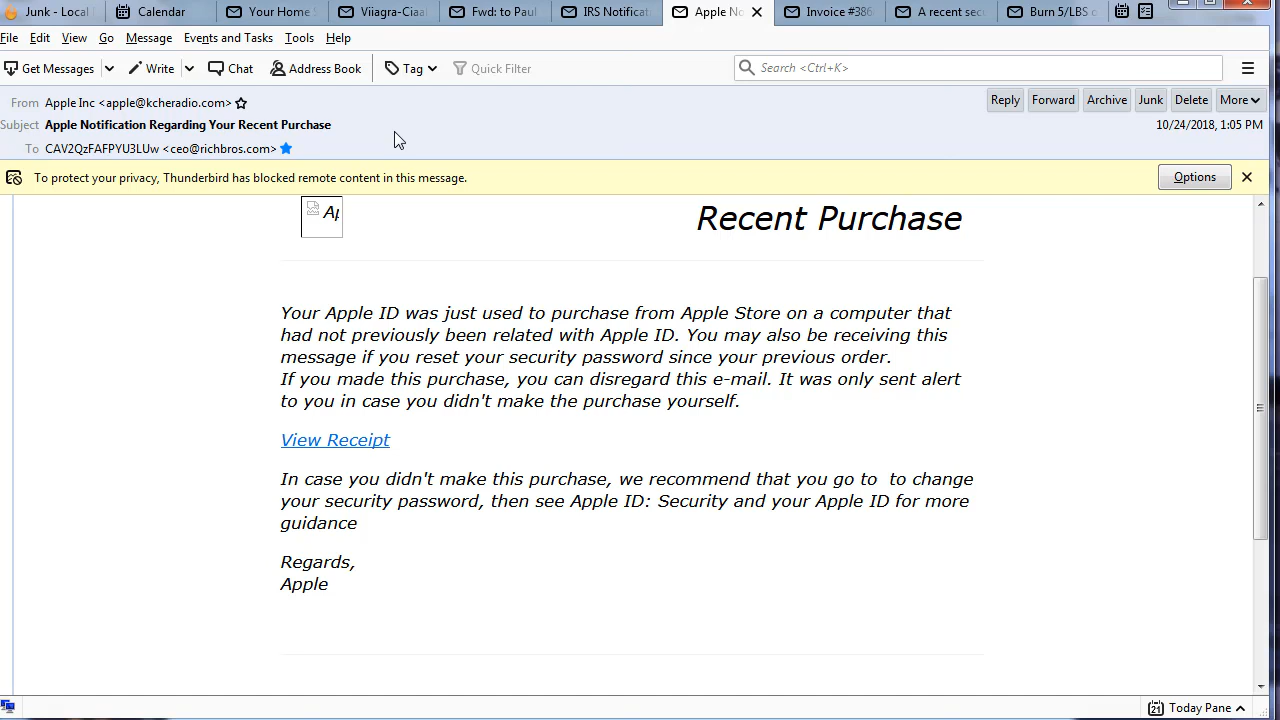 Junk - Local Calendar Your Home Viiagra-Ciaal Fwd: to Paul IRS Notificat Apple No Invoice #386 A recent sec Burn 5/LBS o
File Edit View Go Message Events and Tasks Tools Help
Get Messages Write Chat Address Book Tag Quick Filter Search <Ctrl+K>
From Apple Inc <apple@kcheradio.com> Reply Forward Archive Junk Delete More
Subject Apple Notification Regarding Your Recent Purchase 10/24/2018, 1:05 PM
To CAV2QzFAFPYU3LUw <ceo@richbros.com>
To protect your privacy, Thunderbird has blocked remote content in this message. Options
Ap Recent Purchase
Your Apple ID was just used to purchase from Apple Store on a computer that
had not previously been related with Apple ID. You may also be receiving this
message if you reset your security password since your previous order.
If you made this purchase, you can disregard this e-mail. It was only sent alert
to you in case you didn't make the purchase yourself.
View Receipt
In case you didn't make this purchase, we recommend that you go to  to change
your security password, then see Apple ID: Security and your Apple ID for more
guidance
Regards,
Apple
21 Today Pane